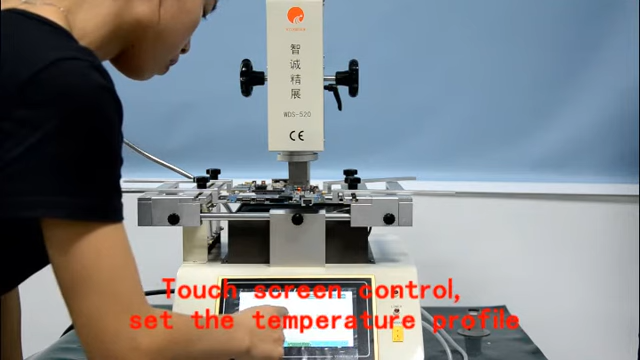 智诚精展
WDS-520
CE
Touch screen control,
set the temperature profile